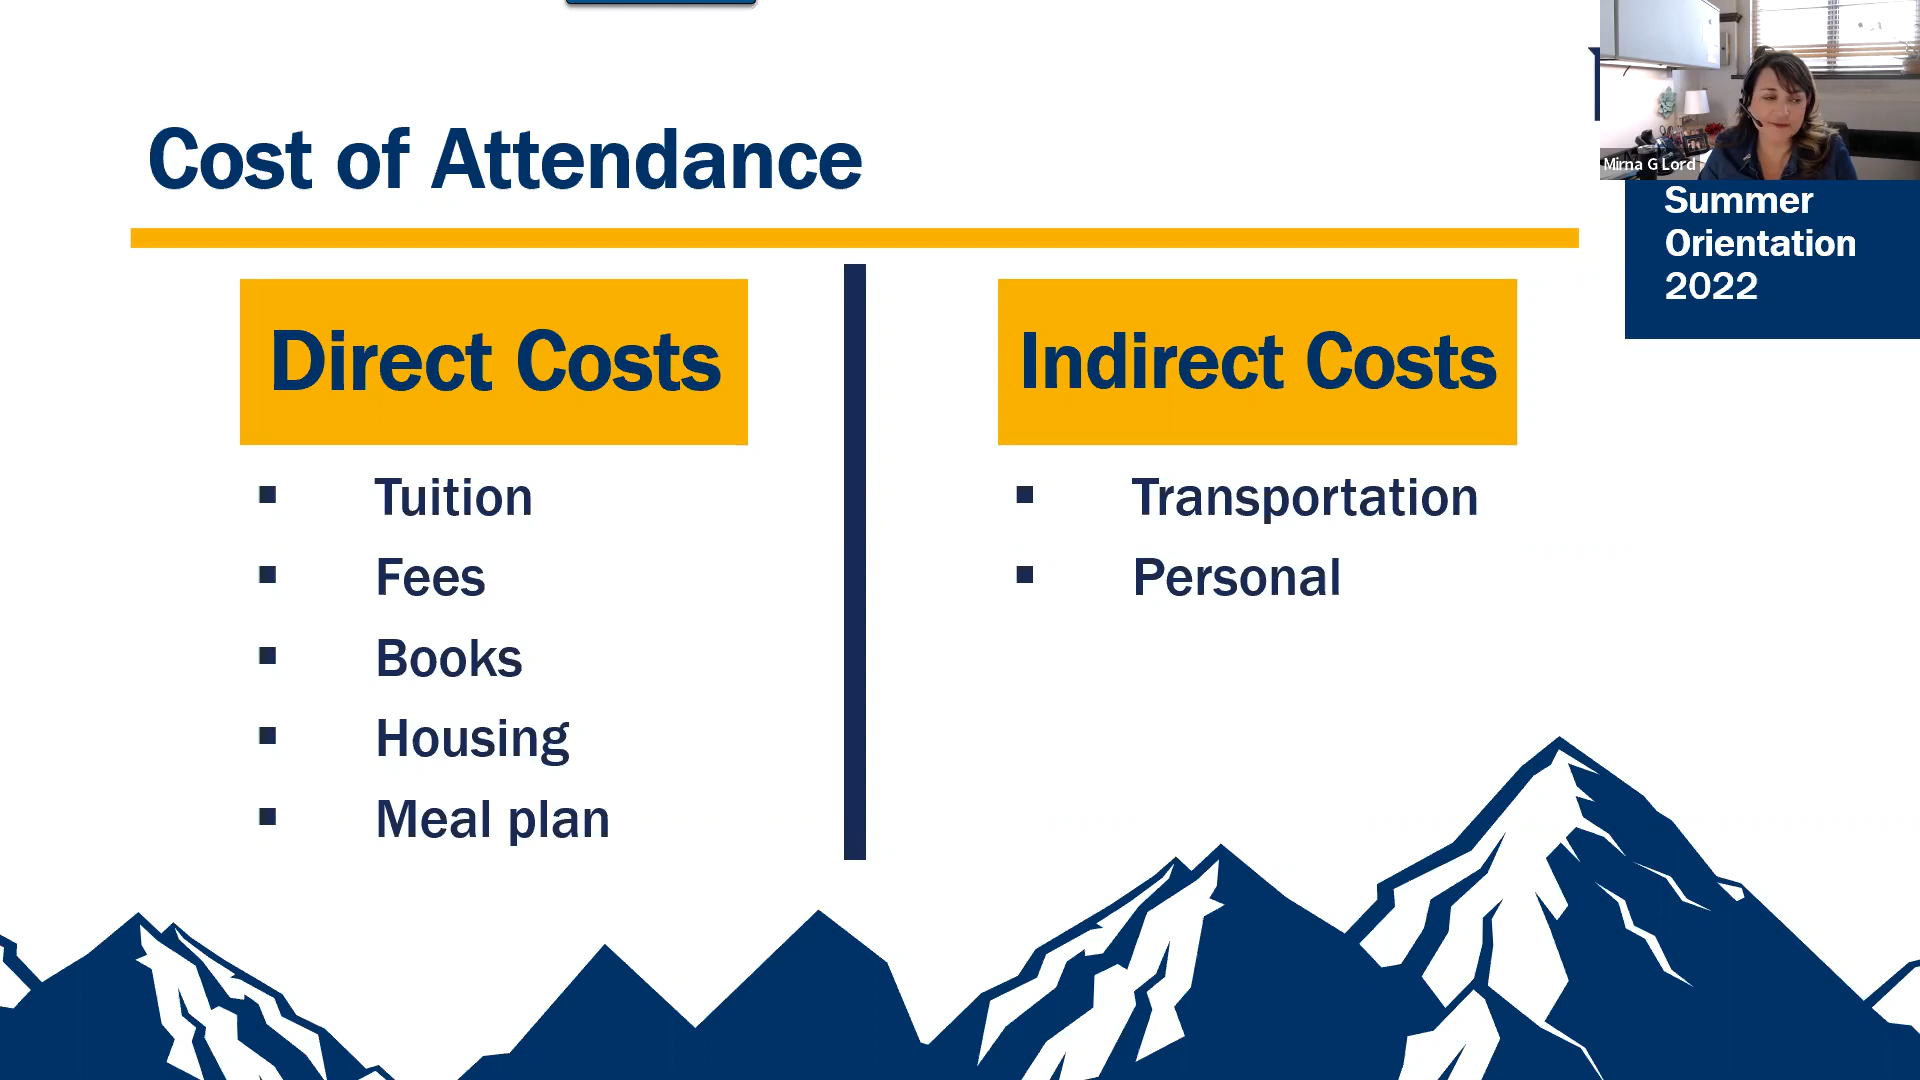 Cost of Attendance
Mirna G Lord
Summer
Orientation
2022
Direct Costs
▪ Tuition
▪ Fees
▪ Books
▪ Housing
▪ Meal plan
Indirect Costs
▪ Transportation
▪ Personal